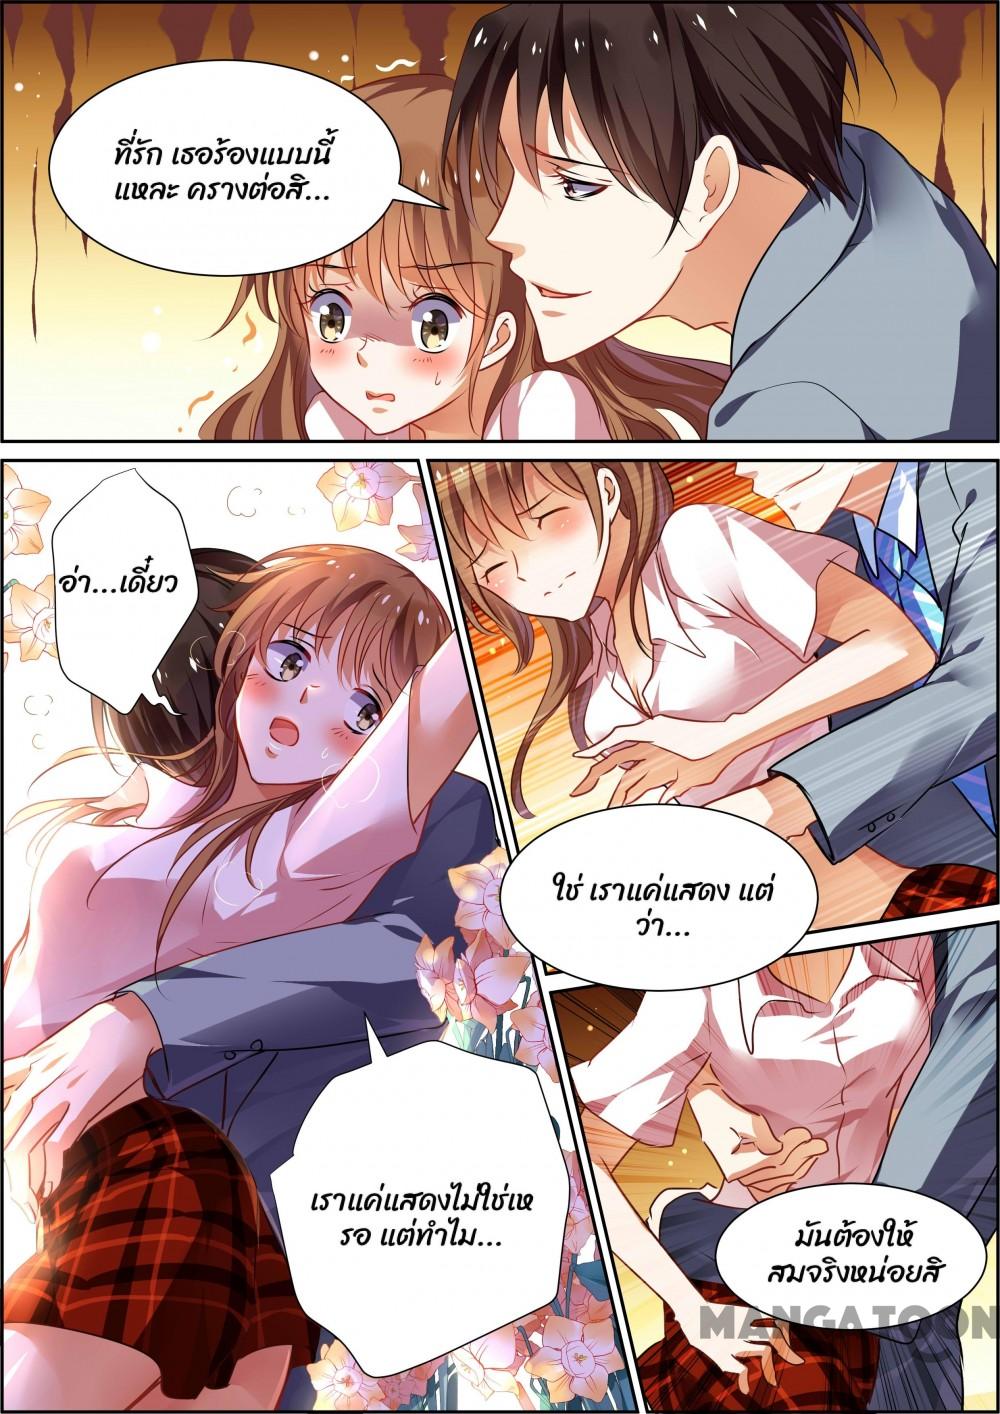 ที่รัก เธอร้องแบบนี้
แหละ ครางต่อสิ...
อ่า...เดี๋ยว
เราแค่แสดงไม่ใช่เห
รอ แต่ทำไม...
ใช่ เราแค่แสดง แต่
ว่า...
มันต้องให้
สมจริงหน่อยสิ
MANGATOON